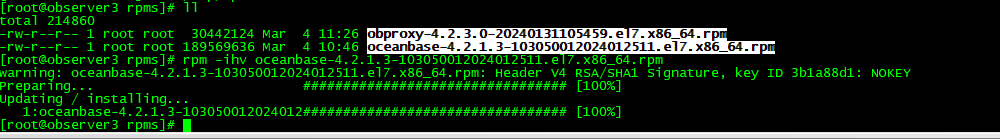 [root@observer3 rpms]# ll
total 214860
-rw-r--r-- 1 root root  30442124 Mar  4 11:26 obproxy-4.2.3.0-20240131105459.el7.x86_64.rpm
-rw-r--r-- 1 root root 189569636 Mar  4 10:46 oceanbase-4.2.1.3-103050012024012511.el7.x86_64.rpm
[root@observer3 rpms]# rpm -ihv oceanbase-4.2.1.3-103050012024012511.el7.x86_64.rpm
warning: oceanbase-4.2.1.3-103050012024012511.el7.x86_64.rpm: Header V4 RSA/SHA1 Signature, key ID 3b1a88d1: NOKEY
Preparing...                          ################################# [100%]
Updating / installing...
   1:oceanbase-4.2.1.3-103050012024012################################# [100%]
[root@observer3 rpms]#